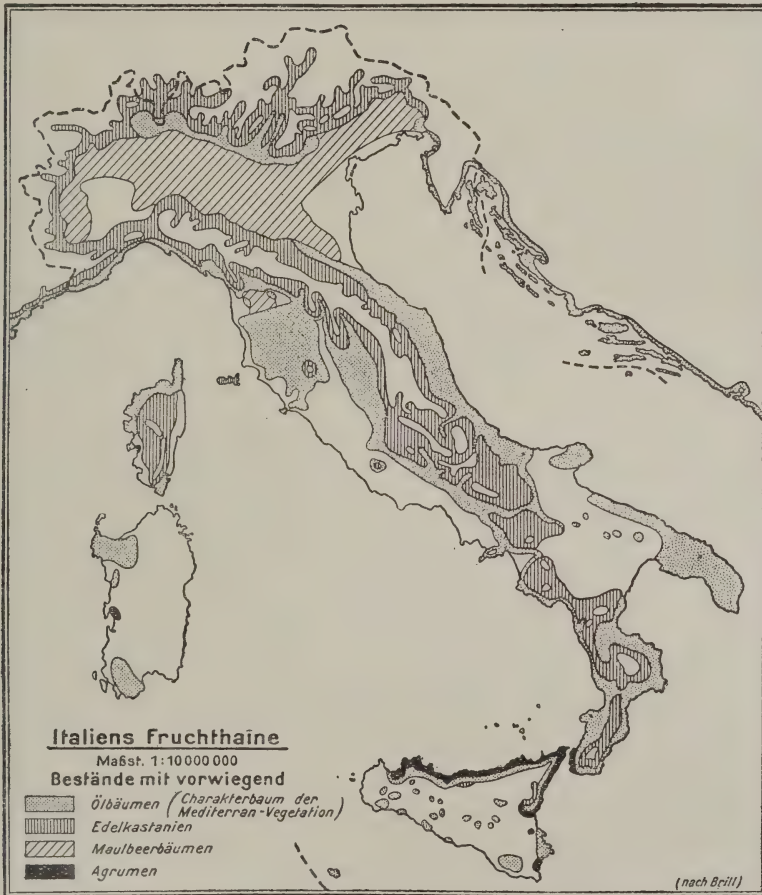 Italiens Fruchthaine
Maßst. 1:10000000
Bestände mit vorwiegend
Ölbäumen (Charakterbaum der
Mediterran-Vegetation)
Edelkastanien
Maulbeerbäumen
Agrumen
(nach Brill)